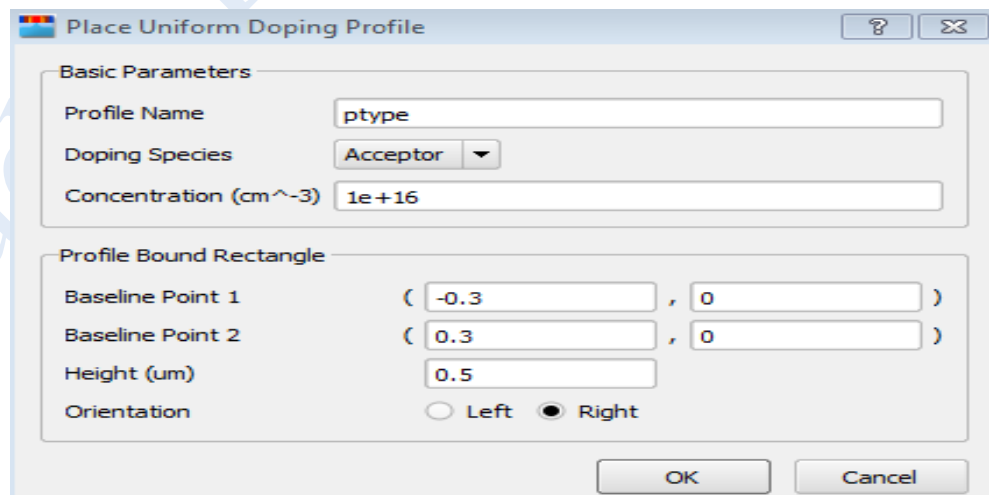 Place Uniform Doping Profile
Basic Parameters
Profile Name ptype
Doping Species Acceptor
Concentration (cm^-3) 1e+16
Profile Bound Rectangle
Baseline Point 1 ( -0.3 , 0 )
Baseline Point 2 ( 0.3 , 0 )
Height (um) 0.5
Orientation Left Right
OK Cancel